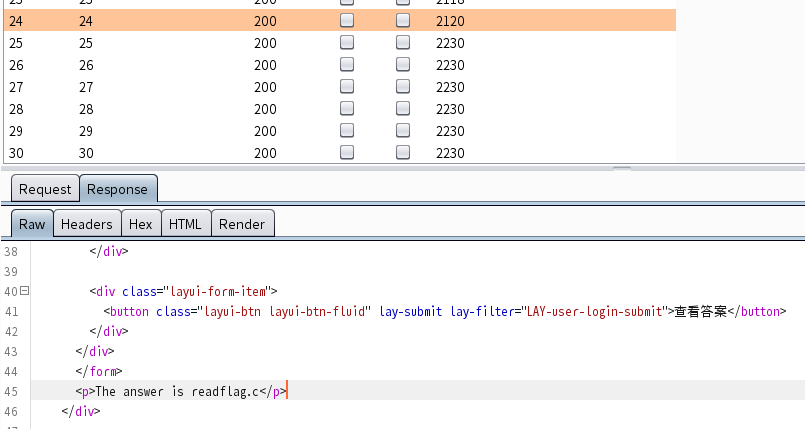 23 23 200 2118
24 24 200 2120
25 25 200 2230
26 26 200 2230
27 27 200 2230
28 28 200 2230
29 29 200 2230
30 30 200 2230
Request Response
Raw Headers Hex HTML Render
38 </div>
39
40 <div class="layui-form-item">
41 <button class="layui-btn layui-btn-fluid" lay-submit lay-filter="LAY-user-login-submit">查看答案</button>
42 </div>
43 </div>
44 </form>
45 <p>The answer is readflag.c</p>
46 </div>